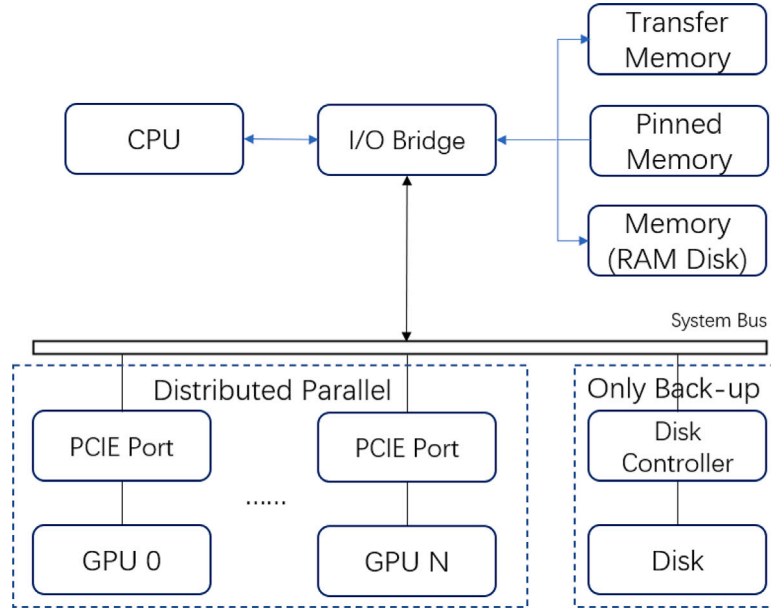 Transfer
Memory
CPU
I/O Bridge
Pinned
Memory
Memory
(RAM Disk)
System Bus
Distributed Parallel
Only Back-up
PCIE Port
PCIE Port
Disk
Controller
......
GPU 0
GPU N
Disk